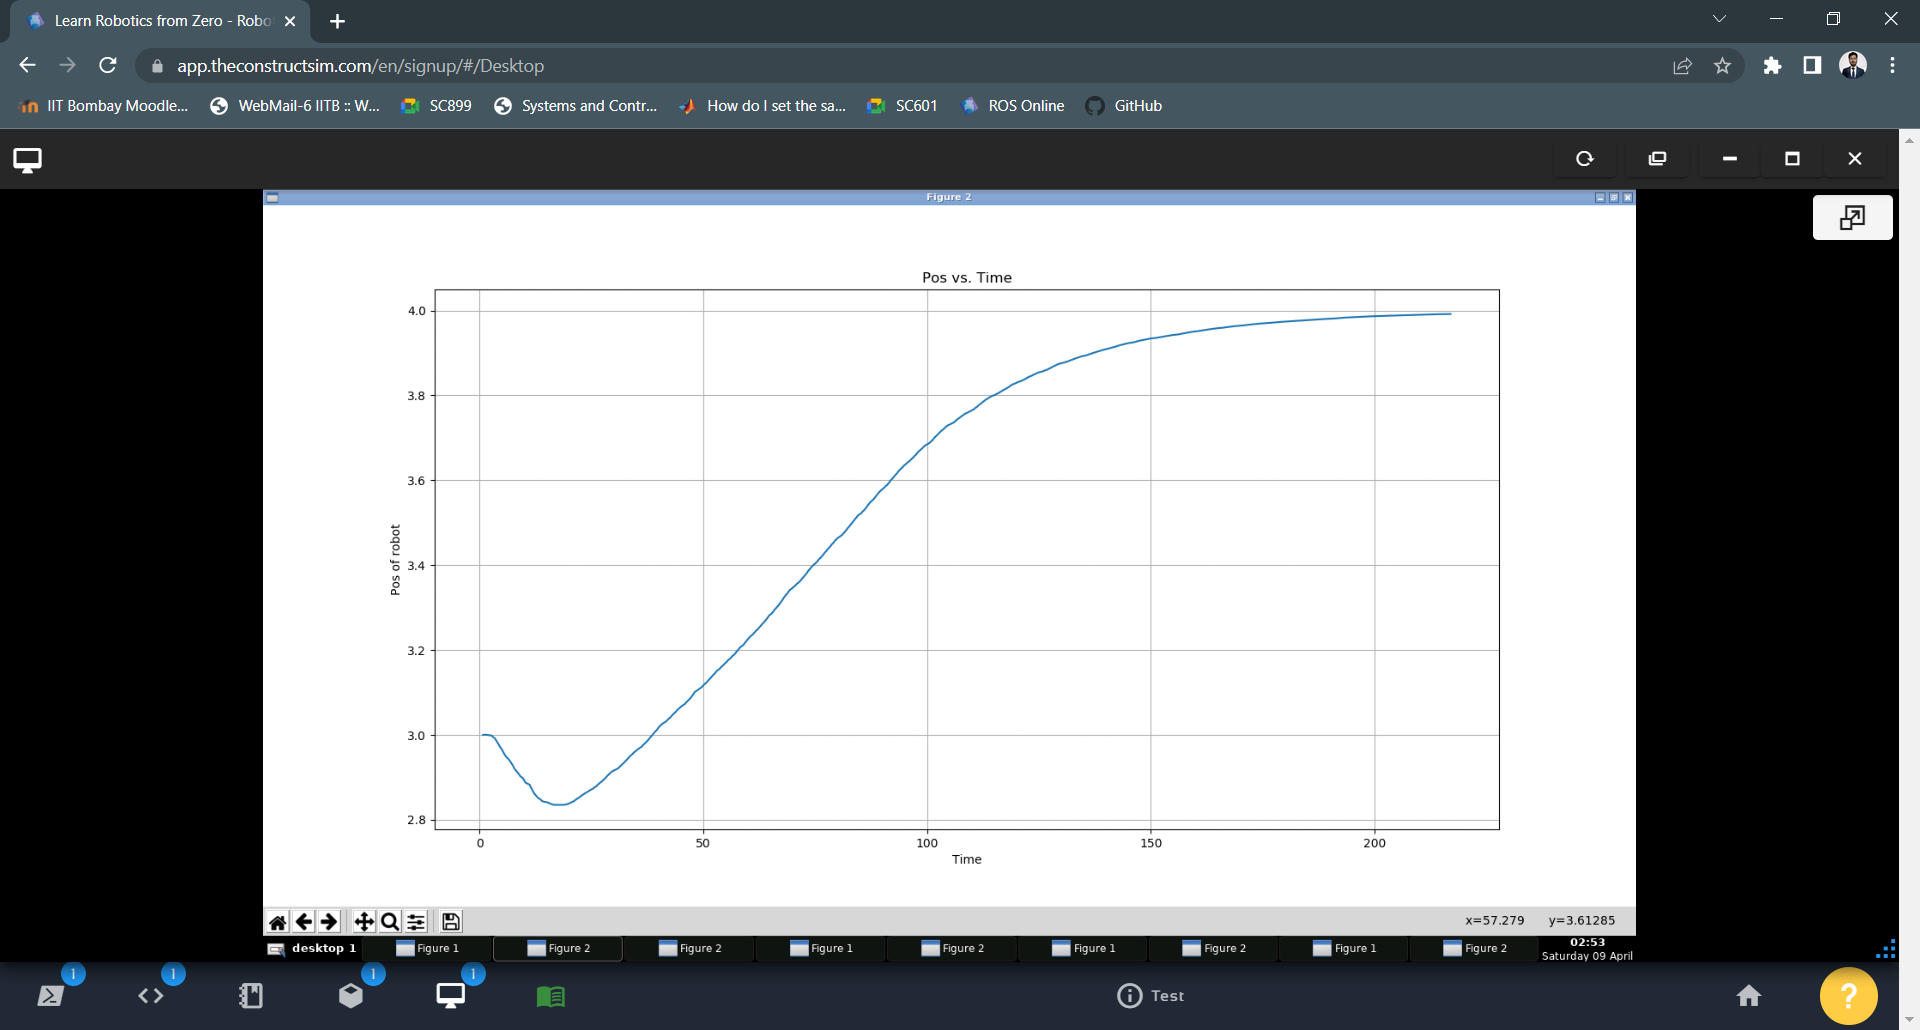 Learn Robotics from Zero - Robo
app.theconstructsim.com/en/signup/#/Desktop
IIT Bombay Moodle... WebMail-6 IITB :: W... SC899 Systems and Contr... How do I set the sa... SC601 ROS Online GitHub
Figure 2
Pos vs. Time
4.0
3.8
3.6
3.4
3.2
3.0
2.8
Pos of robot
0 50 100 150 200
Time
x=57.279 y=3.61285
desktop 1 Figure 1 Figure 2 Figure 2 Figure 1 Figure 2 Figure 1 Figure 2 Figure 1 Figure 2 02:53
Saturday 09 April
1 1 1 1
Test ?